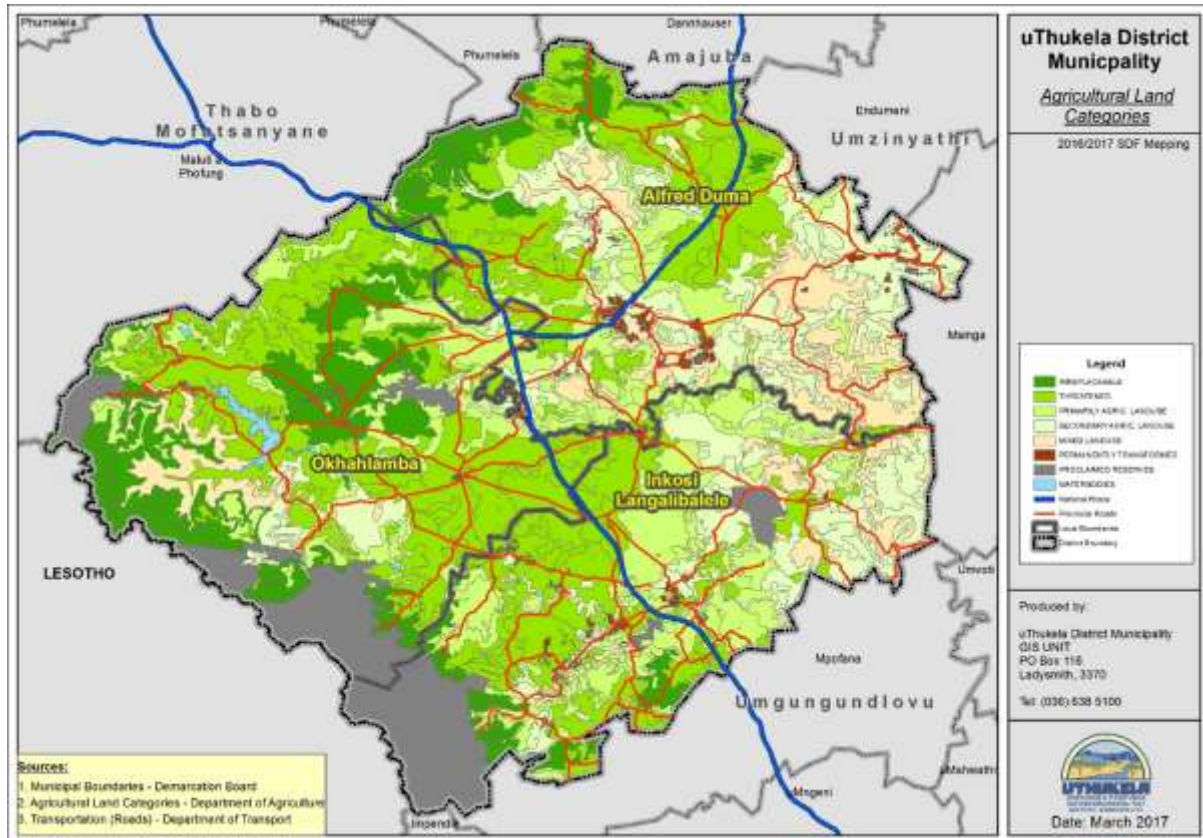 Phumelela
Phumelela
Dannhauser
Phumelela
Amajuba
Thabo
Mofutsanyane
Maluti a
Phofung
Endumeni
Umzinyathi
Alfred Duma
Msinga
Okhahlamba
Inkosi
Langalibalele
LESOTHO
Umvoti
Mpofana
Umgungundlovu
uMshwathi
Mngeni
Impendle
Sources:
1. Municipal Boundaries - Demarcation Board
2. Agricultural Land Categories - Department of Agriculture
3. Transportation (Roads) - Department of Transport
uThukela District
Municpality
Agricultural Land
Categories
2016/2017 SDF Mapping
Legend
IRREPLACEABLE
THREATENED
PRIMARILY AGRIC. LANDUSE
SECONDARY AGRIC. LANDUSE
MIXED LANDUSE
PERMANENTLY TRANSFORMED
PROCLAIMED RESERVES
WATERBODIES
National Roads
Provincial Roads
Local Boundaries
District Boundary
Produced by:
uThukela District Municipality
GIS UNIT
PO Box 116
Ladysmith, 3370
Tel: (036) 638 5100
UTHUKELA
Date: March 2017